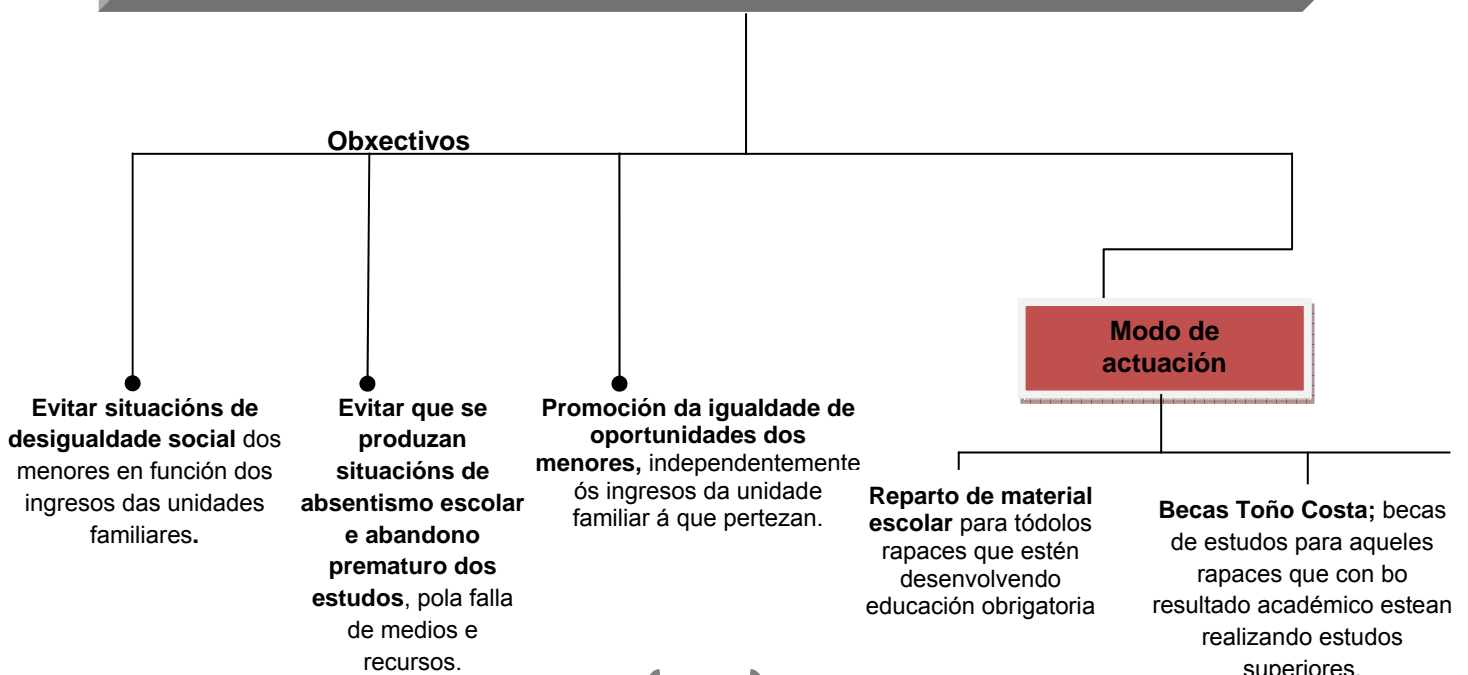 Obxectivos
Evitar situacións de
desigualdade social dos
menores en función dos
ingresos das unidades
familiares.
Evitar que se
produzan
situacións de
absentismo escolar
e abandono
prematuro dos
estudos, pola falla
de medios e
recursos.
Promoción da igualdade de
oportunidades dos
menores, independentemente
ós ingresos da unidade
familiar á que pertezan.
Modo de
actuación
Reparto de material
escolar para tódolos
rapaces que estén
desenvolvendo
educación obrigatoria
Becas Toño Costa; becas
de estudos para aqueles
rapaces que con bo
resultado académico estean
realizando estudos
superiores.